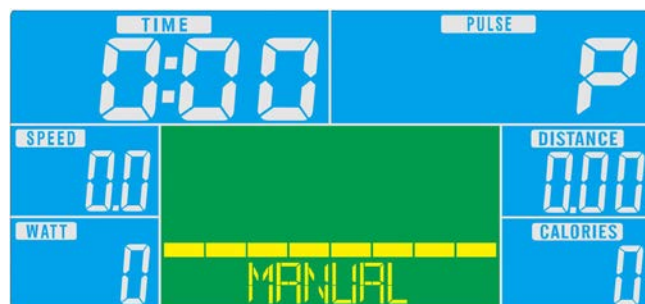 TIME PULSE
0:00 P
SPEED DISTANCE
0.0 0.00
WATT CALORIES
0 0
MANUAL